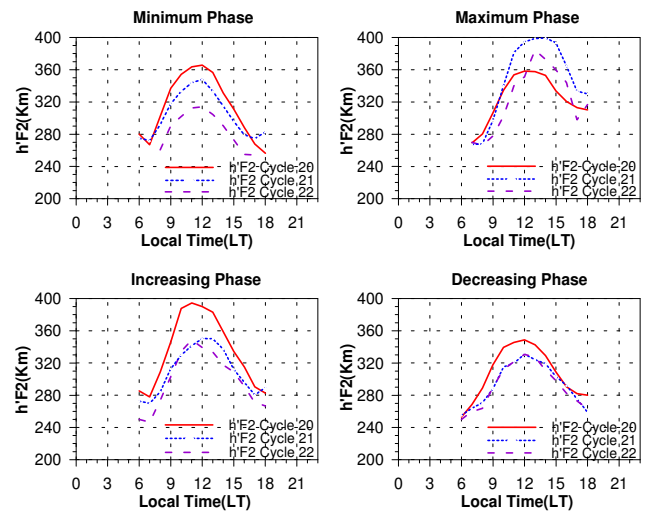 Minimum Phase
400
360
320
280
240
200
h'F2(Km)
h'F2 Cycle 20
h'F2 Cycle 21
h'F2 Cycle 22
0 3 6 9 12 15 18 21
Local Time(LT)
Maximum Phase
400
360
320
280
240
200
h'F2(Km)
h'F2 Cycle 20
h'F2 Cycle 21
h'F2 Cycle 22
0 3 6 9 12 15 18 21
Local Time(LT)
Increasing Phase
400
360
320
280
240
200
h'F2(Km)
h'F2 Cycle 20
h'F2 Cycle 21
h'F2 Cycle 22
0 3 6 9 12 15 18 21
Local Time(LT)
Decreasing Phase
400
360
320
280
240
200
h'F2(Km)
h'F2 Cycle 20
h'F2 Cycle 21
h'F2 Cycle 22
0 3 6 9 12 15 18 21
Local Time(LT)